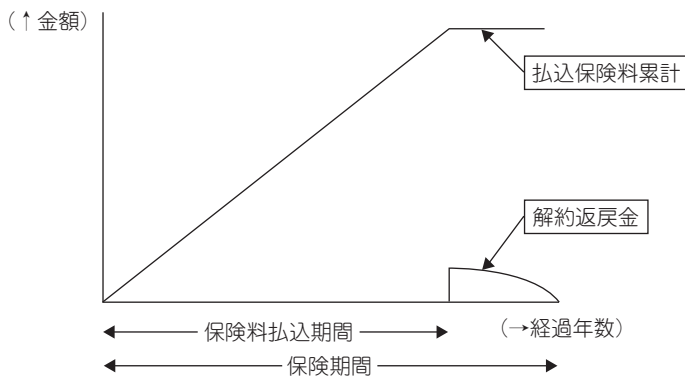 (↑金額)
払込保険料累計
解約返戻金
保険料払込期間
(→経過年数)
保険期間